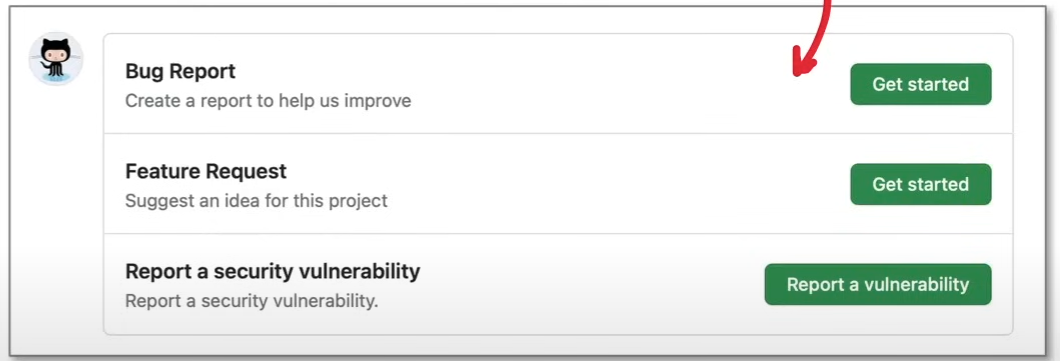 Bug Report
Create a report to help us improve
Get started
Feature Request
Suggest an idea for this project
Get started
Report a security vulnerability
Report a security vulnerability.
Report a vulnerability